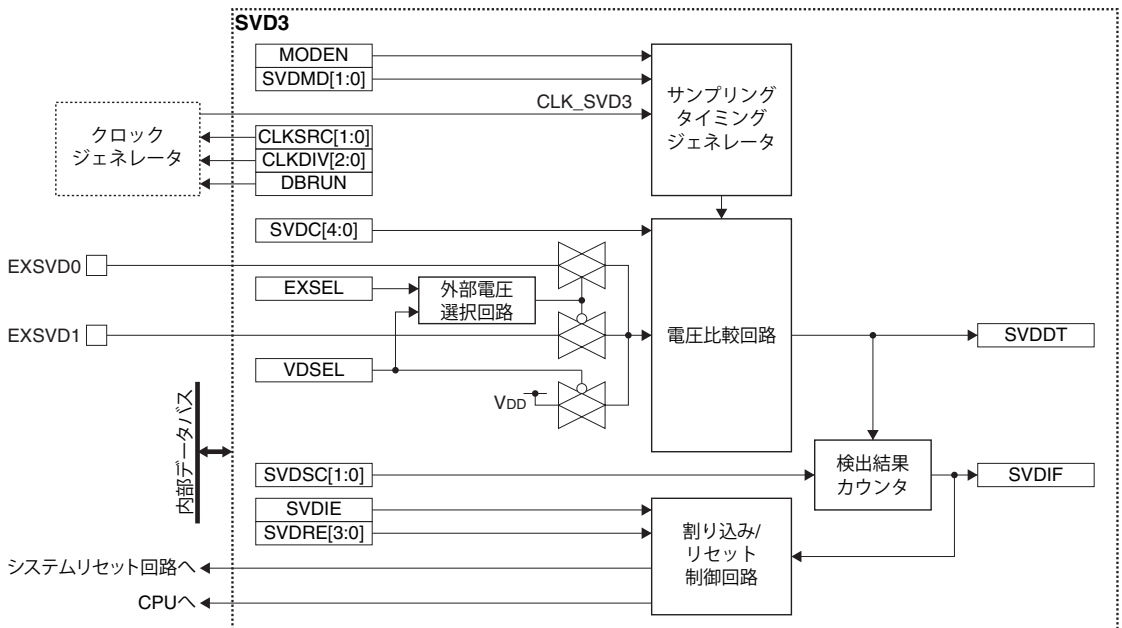 SVD3
MODEN
SVDMD[1:0]
CLK_SVD3
サンプリング
タイミング
ジェネレータ
クロック
ジェネレータ
CLKSRC[1:0]
CLKDIV[2:0]
DBRUN
SVDC[4:0]
EXSVD0
EXSEL
外部電圧
選択回路
EXSVD1
電圧比較回路
SVDDT
VDSEL
VDD
内部データバス
SVDSC[1:0]
検出結果
カウンタ
SVDIF
SVDIE
SVDRE[3:0]
割り込み/
リセット
制御回路
システムリセット回路へ
CPUへ